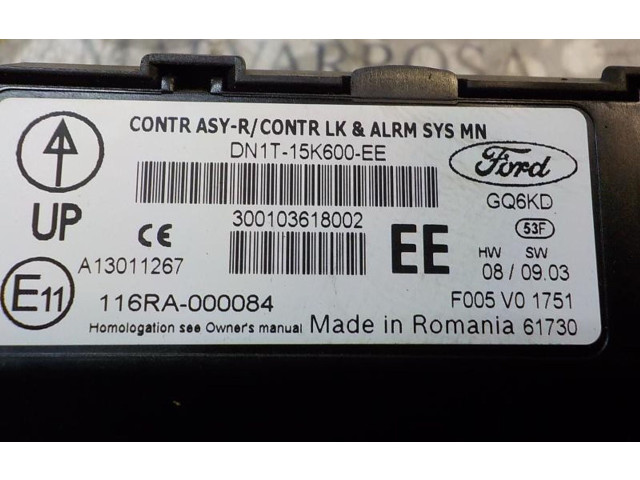 CONTR ASY-R/CONTR LK & ALRM SYS MN
DN1T-15K600-EE
Ford
GQ6KD
UP
CE
300103618002
EE
53F
HW SW
08 / 09.03
A13011267
E11
116RA-000084
F005 V0 1751
Homologation see Owner's manual Made in Romania 61730